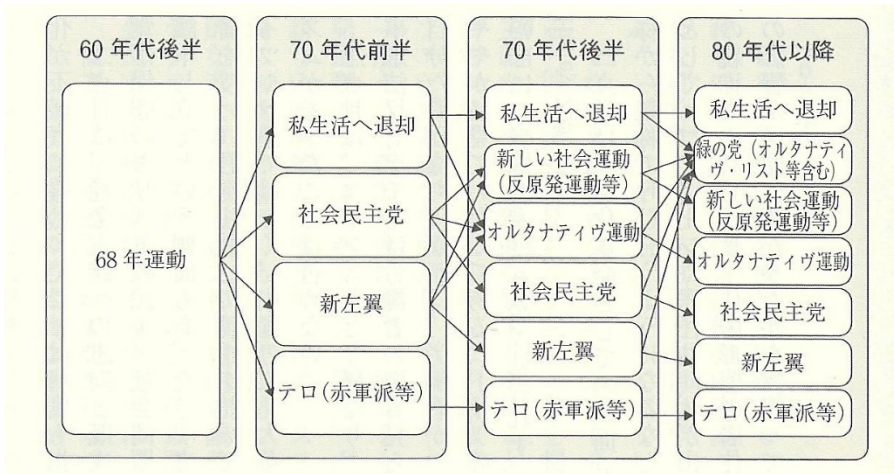 60年代後半
68年運動
70年代前半
私生活へ退却
社会民主党
新左翼
テロ(赤軍派等)
70年代後半
私生活へ退却
新しい社会運動
(反原発運動等)
オルタナティヴ運動
社会民主党
新左翼
テロ(赤軍派等)
80年代以降
私生活へ退却
緑の党(オルタナティ
ヴ・リスト等含む)
新しい社会運動
(反原発運動等)
オルタナティヴ運動
社会民主党
新左翼
テロ(赤軍派等)